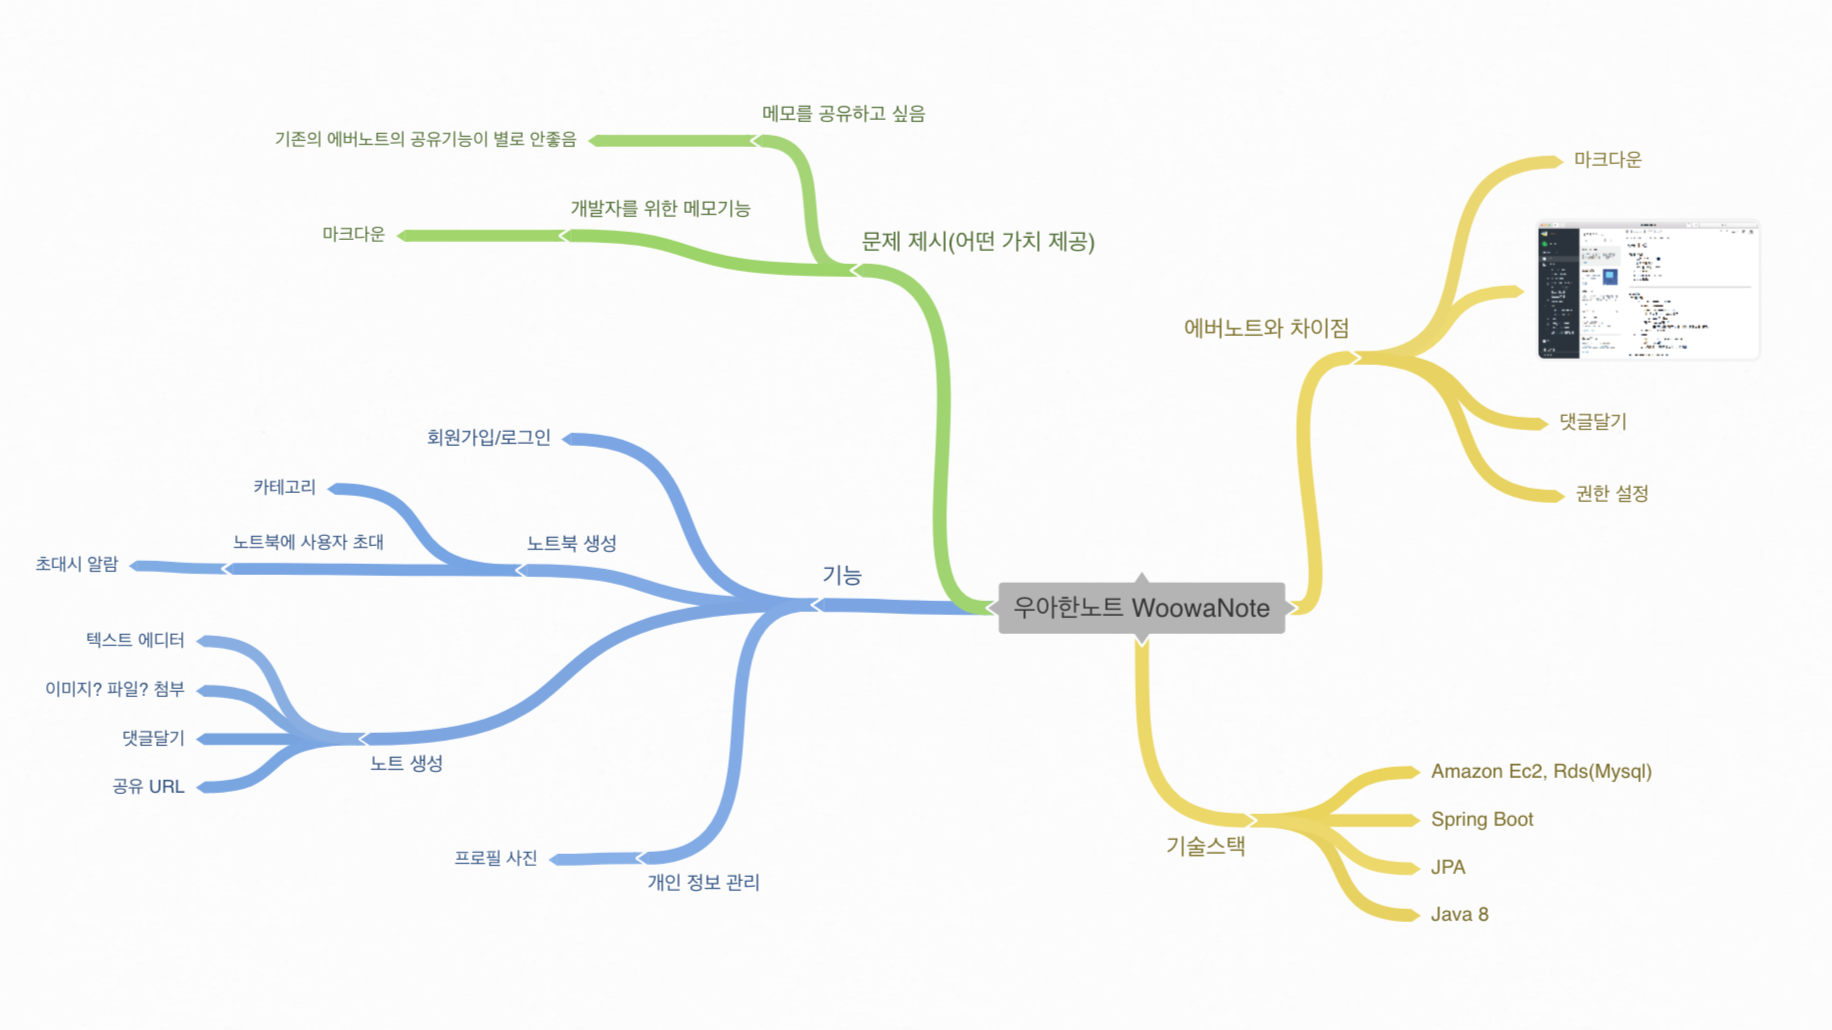 우아한노트 WoowaNote
문제 제시(어떤 가치 제공)
메모를 공유하고 싶음
기존의 에버노트의 공유기능이 별로 안좋음
개발자를 위한 메모기능
마크다운
기능
회원가입/로그인
노트북 생성
카테고리
노트북에 사용자 초대
초대시 알람
노트 생성
텍스트 에디터
이미지? 파일? 첨부
댓글달기
공유 URL
개인 정보 관리
프로필 사진
에버노트와 차이점
마크다운
댓글달기
권한 설정
기술스택
Amazon Ec2, Rds(Mysql)
Spring Boot
JPA
Java 8